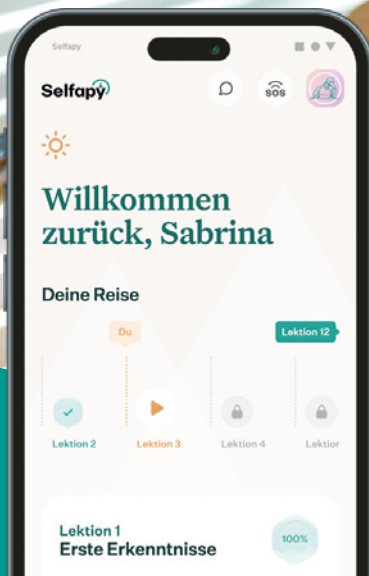 Selfapy
Selfapy
SOS
Willkommen
zurück, Sabrina
Deine Reise
Du
Lektion 12
Lektion 2
Lektion 3
Lektion 4
Lektion
Lektion 1
Erste Erkenntnisse
100%